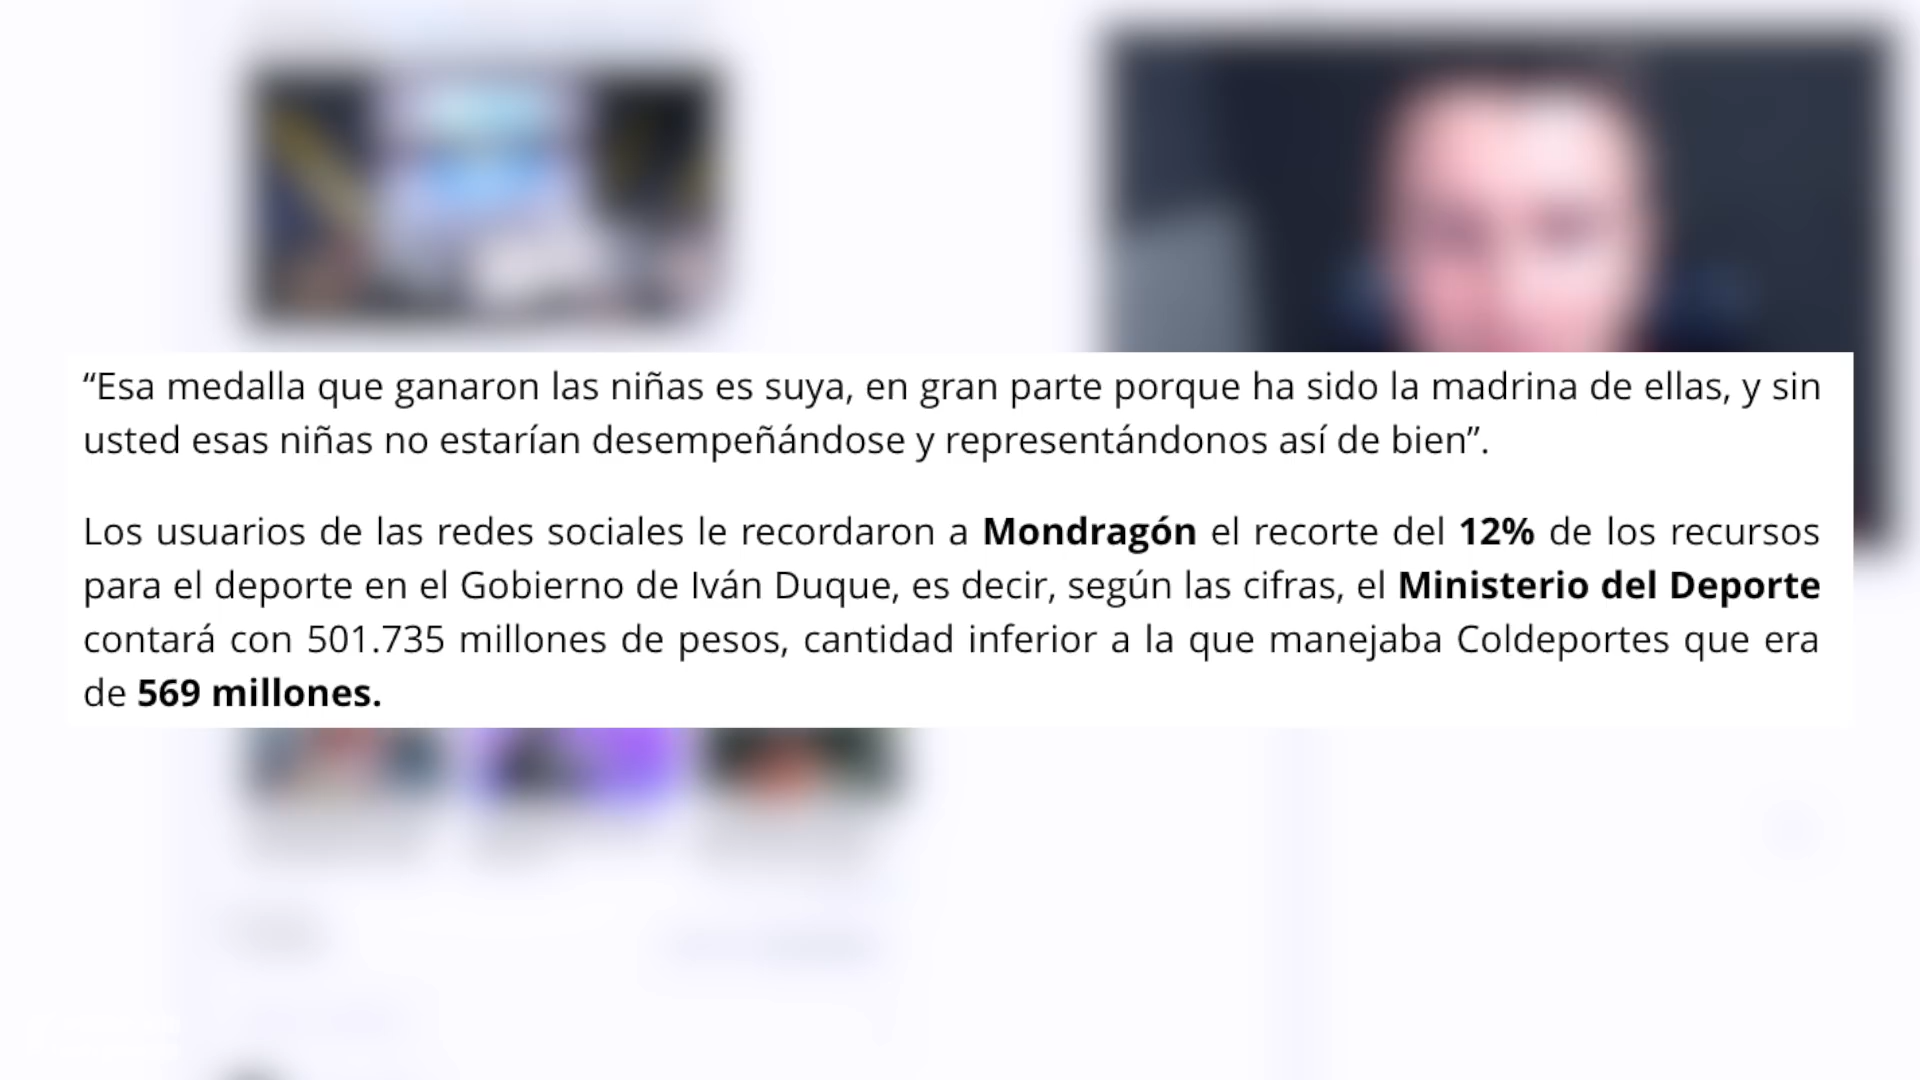 “Esa medalla que ganaron las niñas es suya, en gran parte porque ha sido la madrina de ellas, y sin
usted esas niñas no estarían desempeñándose y representándonos así de bien”.
Los usuarios de las redes sociales le recordaron a Mondragón el recorte del 12% de los recursos
para el deporte en el Gobierno de Iván Duque, es decir, según las cifras, el Ministerio del Deporte
contará con 501.735 millones de pesos, cantidad inferior a la que manejaba Coldeportes que era
de 569 millones.